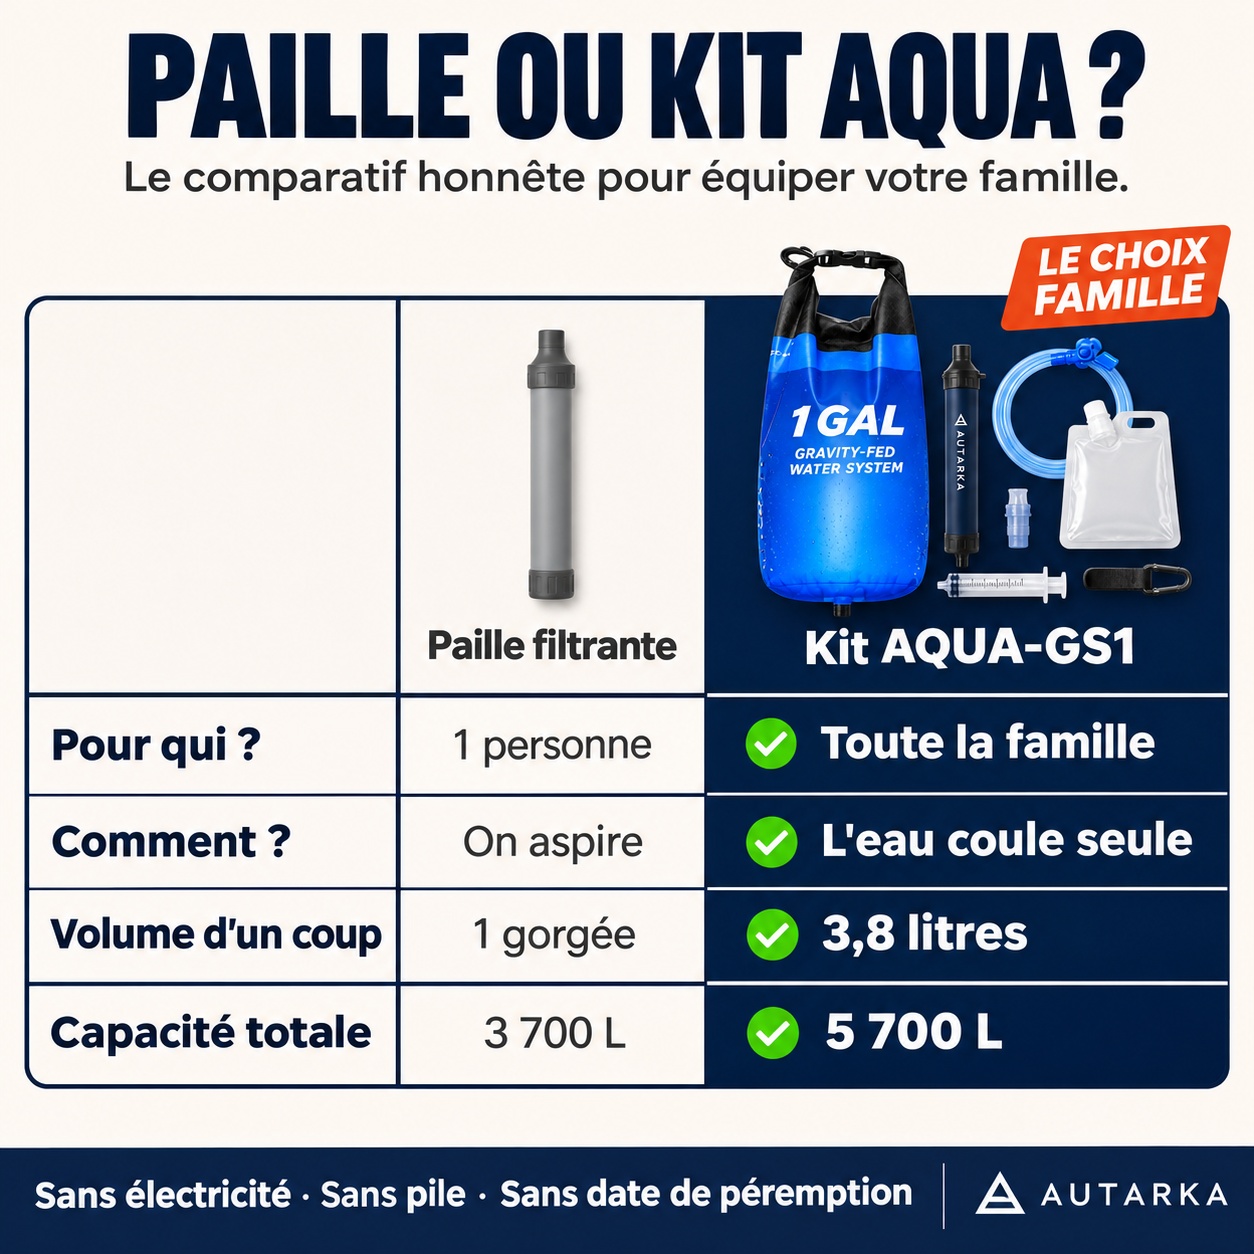 PAILLE OU KIT AQUA ?
Le comparatif honnête pour équiper votre famille.
LE CHOIX
FAMILLE
1 GAL
GRAVITY-FED
WATER SYSTEM
AUTARKA
Paille filtrante
Kit AQUA-GS1
Pour qui ?
1 personne
Toute la famille
Comment ?
On aspire
L'eau coule seule
Volume d'un coup
1 gorgée
3,8 litres
Capacité totale
3 700 L
5 700 L
Sans électricité · Sans pile · Sans date de péremption
AUTARKA